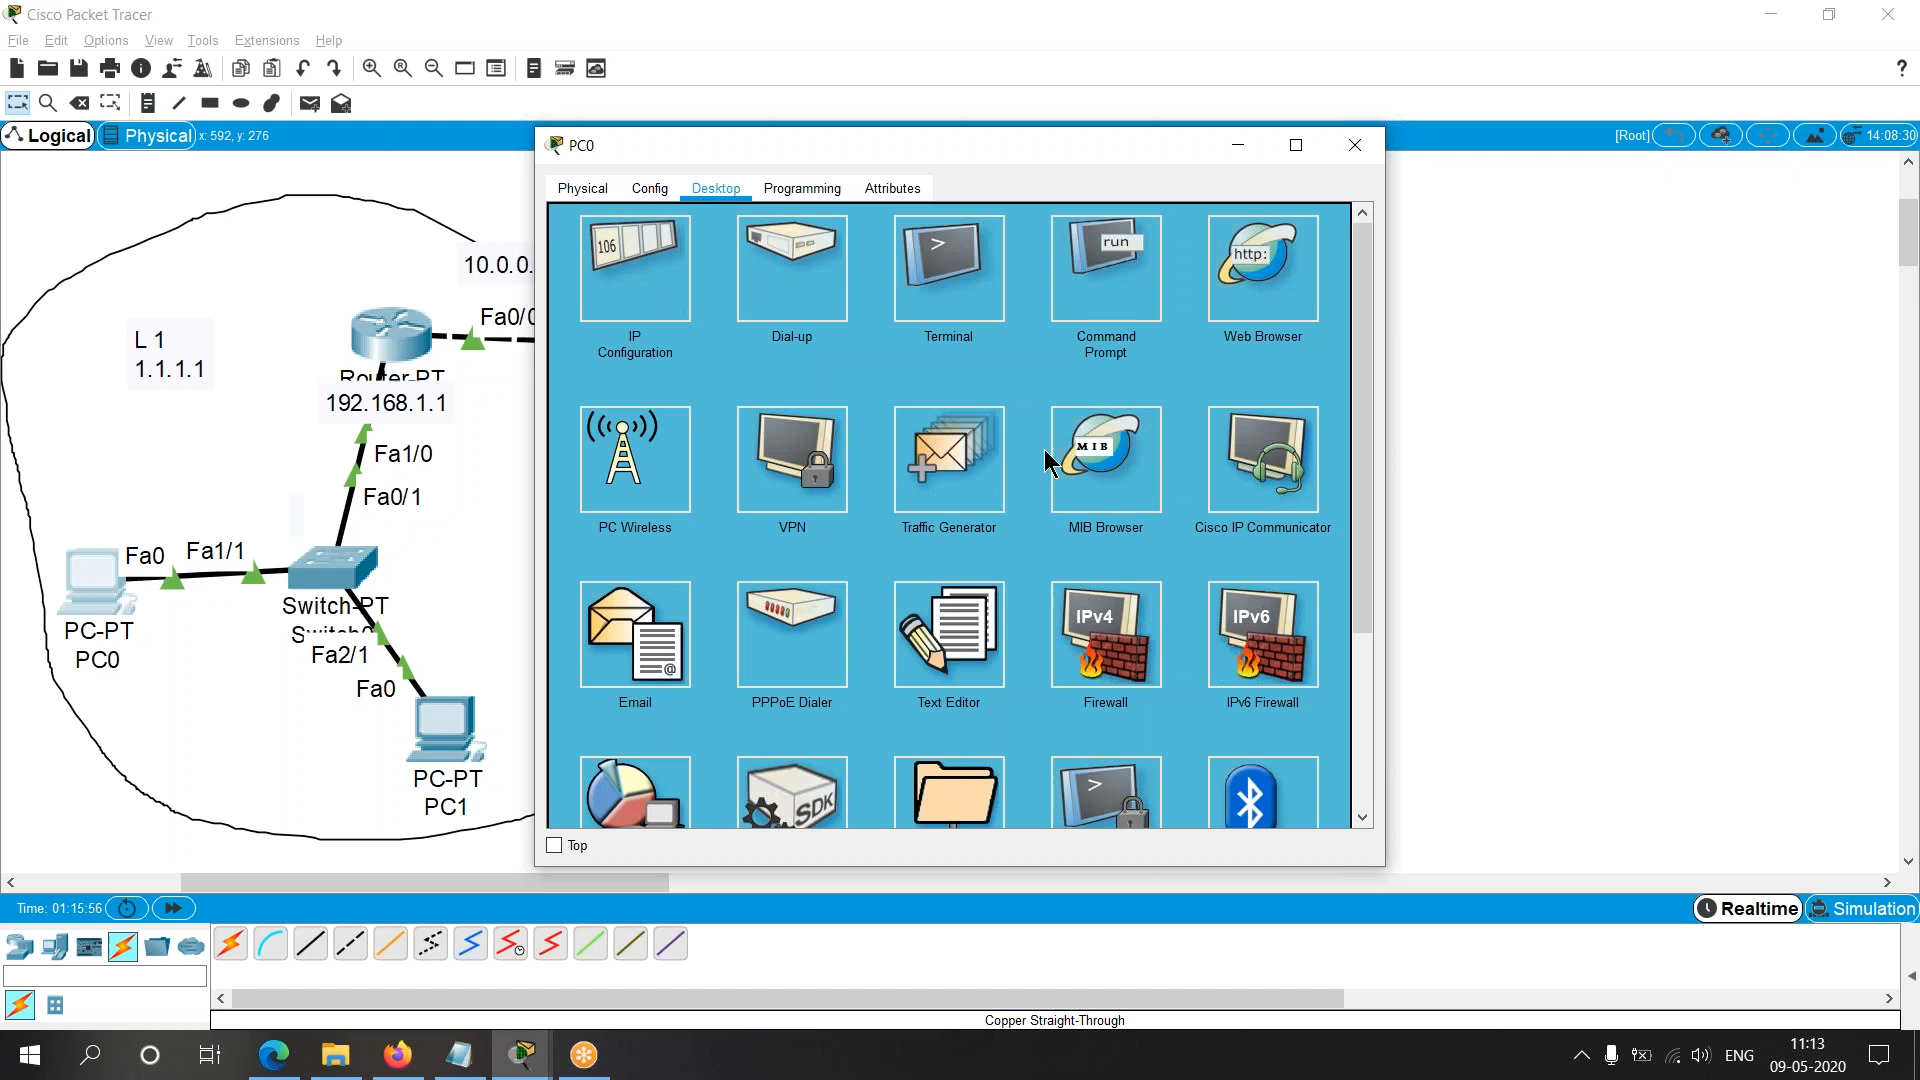 Cisco Packet Tracer
File Edit Options View Tools Extensions Help
?
Logical Physical x: 592, y: 276 [Root] 14:08:30
PC0
Physical Config Desktop Programming Attributes
106
run
http:
IP
Configuration
Dial-up
Terminal
Command
Prompt
Web Browser
MIB
PC Wireless
VPN
Traffic Generator
MIB Browser
Cisco IP Communicator
IPv4
IPv6
Email
PPPoE Dialer
Text Editor
Firewall
IPv6 Firewall
SDK
Top
10.0.0.
Fa0/0
L 1
1.1.1.1
Router-PT
192.168.1.1
Fa1/0
Fa0/1
Fa0 Fa1/1
Switch-PT
Switch0
Fa2/1
Fa0
PC-PT
PC0
PC-PT
PC1
Time: 01:15:56
Realtime Simulation
Copper Straight-Through
ENG
11:13
09-05-2020